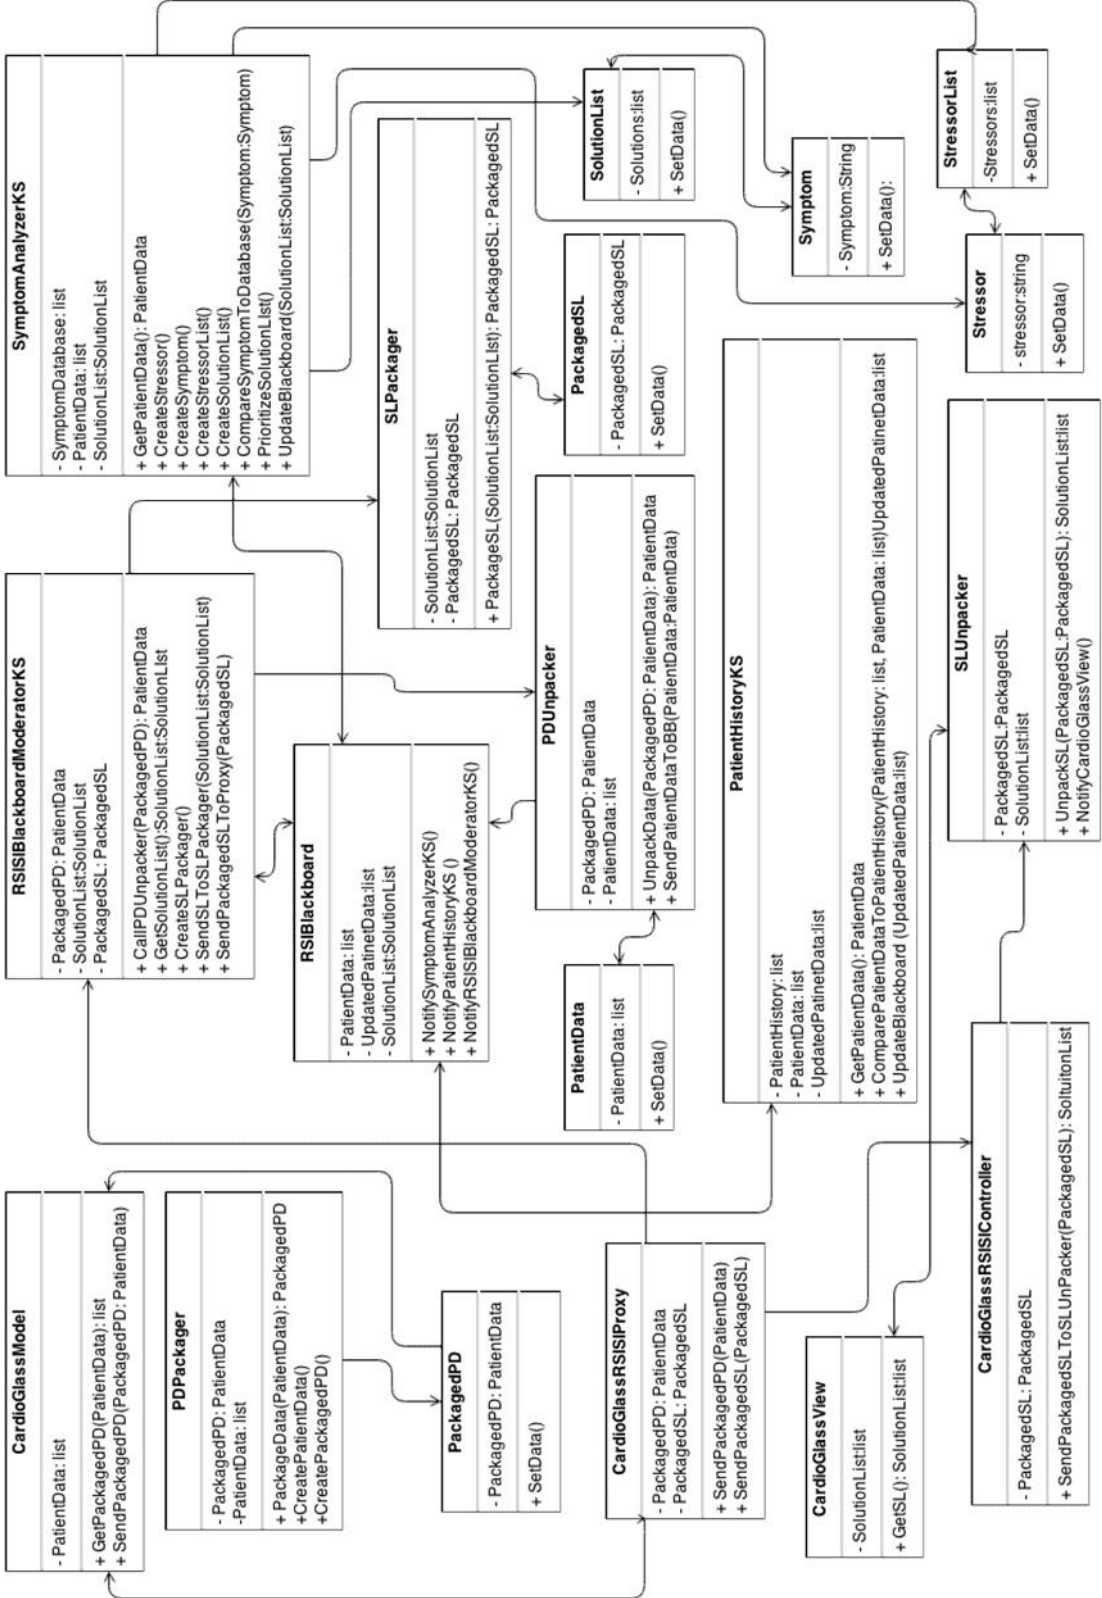 CardioGlassModel
- PatientData: list
+ GetPackagedPD(PatientData): list
+ SendPackagedPD(PackagedPD: PatientData)
RSISIBlackboardModeratorKS
- PackagedPD: PatientData
- SolutionList:SolutionList
- PackagedSL: PackagedSL
+ CallPDUnpacker(PackagedPD): PatientData
+ GetSolutionList():SolutionLIst
+ CreateSLPackager()
+ SendSLToSLPackager(SolutionList:SolutionList)
+ SendPackagedSLToProxy(PackagedSL)
SymptomAnalyzerKS
- SymptomDatabase: list
- PatientData: list
- SolutionList:SolutionList
+ GetPatientData(): PatientData
+ CreateStressor()
+ CreateSymptom()
+ CreateStressorList()
+ CreateSolutionList()
+ CompareSymptomToDatabase(Symptom:Symptom)
+ PrioritizeSolutionLIst()
+ UpdateBlackboard(SolutionList:SolutionList)
PDPackager
- PackagedPD: PatientData
-PatientData: list
+ PackageData(PatientData): PackagedPD
+CreatePatientData()
+CreatePackagedPD()
RSIBlackboard
- PatientData: list
- UpdatedPatinetData:list
- SolutionList:SolutionList
+ NotifySymptomAnalyzerKS()
+ NotifyPatientHistoryKS ()
+ NotifyRSISIBlackboardModeratorKS()
SLPackager
- SolutionList:SolutionList
- PackagedSL: PackagedSL
+ PackageSL(SolutionList:SolutionLIst): PackagedSL: PackagedSL
PackagedPD
- PackagedPD: PatientData
+ SetData()
PDUnpacker
- PackagedPD: PatientData
- PatientData: list
+ UnpackData(PackagedPD: PatientData): PatientData
+ SendPatientDataToBB(PatientData:PatientData)
PatientData
- PatientData: list
+ SetData()
PackagedSL
- PackagedSL: PackagedSL
+ SetData()
SolutionList
- Solutions:list
+ SetData()
CardioGlassRSISIProxy
- PackagedPD: PatientData
- PackagedSL: PackagedSL
+ SendPackagedPD(PatientData)
+ SendPackagedSL(PackagedSL)
PatientHistoryKS
- PatientHistory: list
- PatientData: list
- UpdatedPatinetData:list
+ GetPatientData(): PatientData
+ ComparePatientDataToPatientHistory(PatientHistory: list, PatientData: list)UpdatedPatinetData:list
+ UpdateBlackboard (UpdatedPatientData:list)
Symptom
- Symptom:String
+ SetData():
CardioGlassView
- SolutionList:list
+ GetSL(): SolutionList:list
SLUnpacker
- PackagedSL:PackagedSL
- SolutionList:list
+ UnpackSL(PackagedSL:PackagedSL): SolutionList:list
+ NotifyCardioGlassView()
Stressor
- stressor:string
+ SetData()
StressorList
-Stressors:list
+ SetData()
CardioGlassRSISIController
- PackagedSL: PackagedSL
+ SendPackagedSLToSLUnPacker(PackagedSL): SoltuitonList